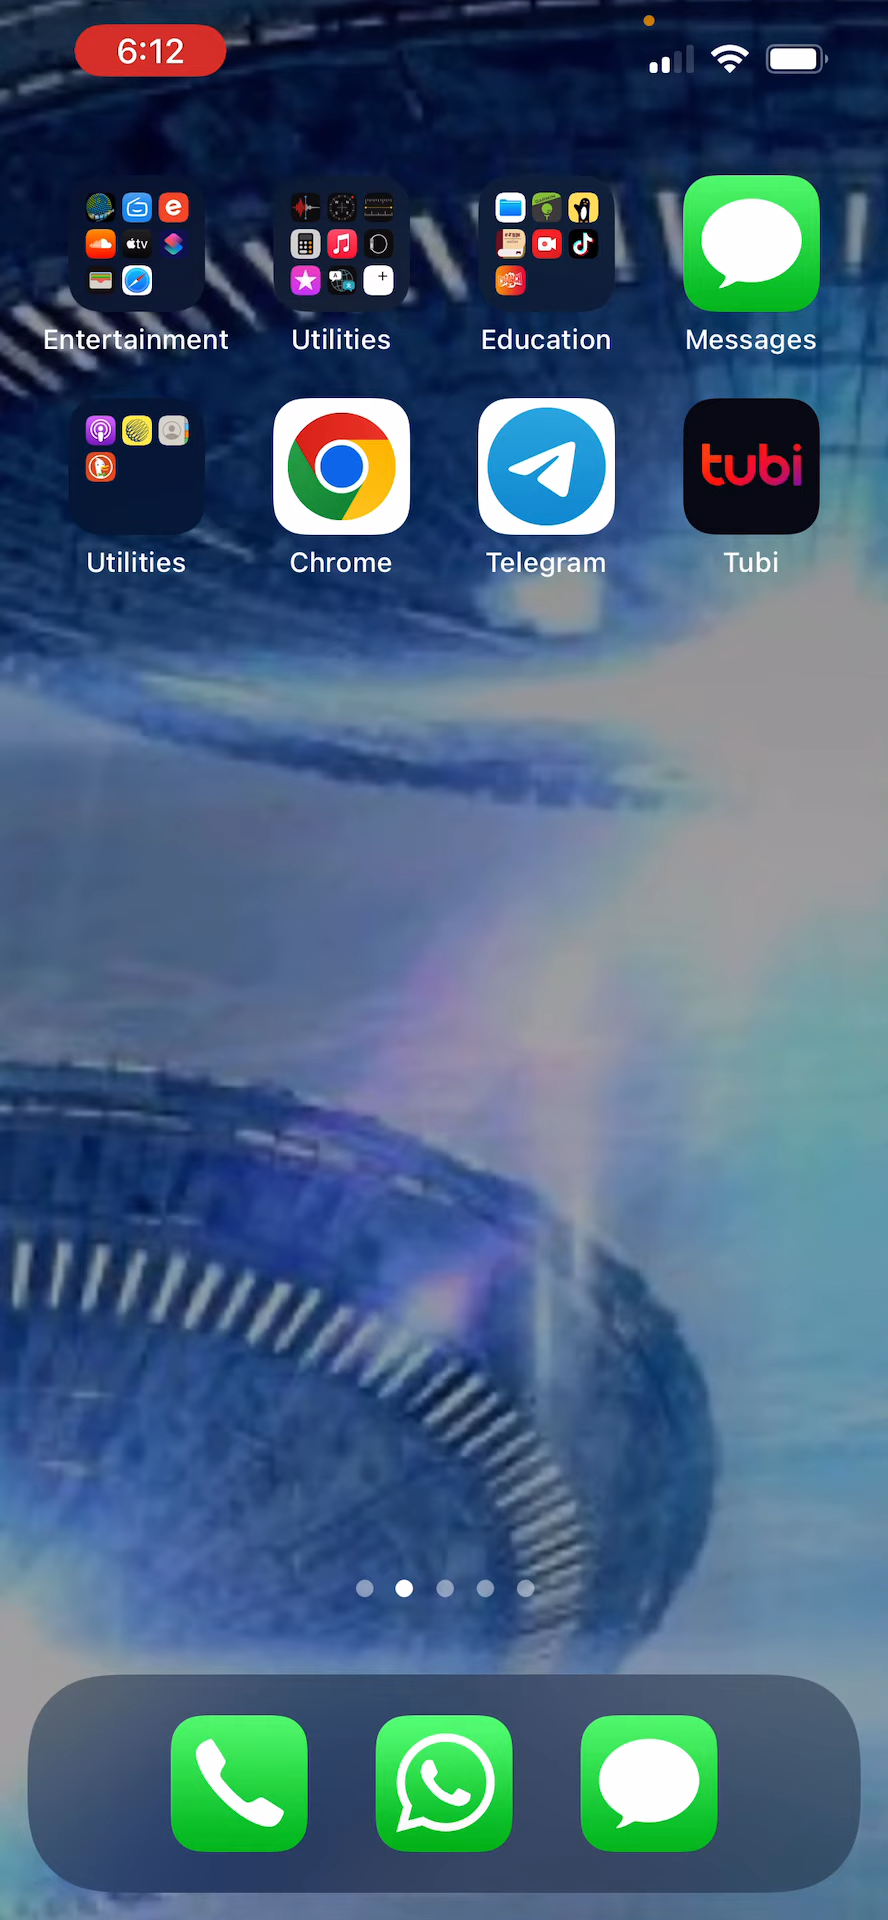 6:12
Entertainment
Utilities
Education
Messages
tubi
Utilities
Chrome
Telegram
Tubi